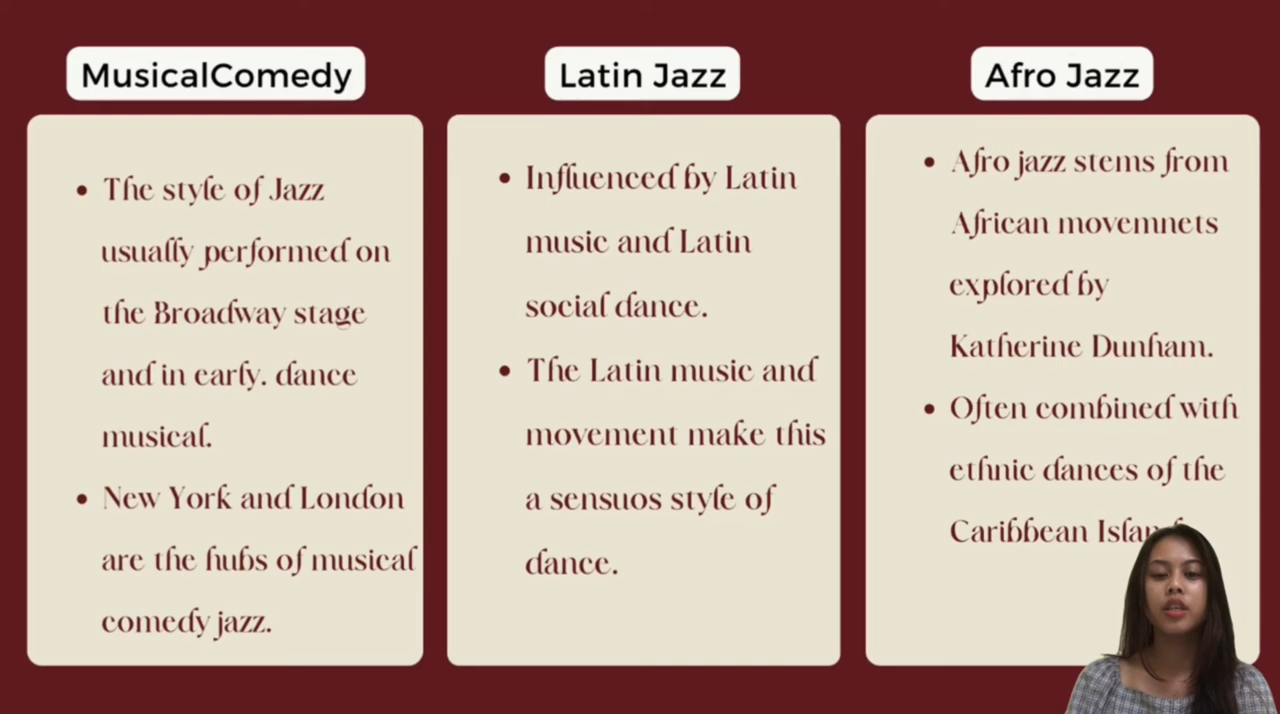 MusicalComedy
The style of Jazz
usually performed on
the Broadway stage
and in early. dance
musical.
New York and London
are the hubs of musical
comedy jazz.
Latin Jazz
Influenced by Latin
music and Latin
social dance.
The Latin music and
movement make this
a sensuos style of
dance.
Afro Jazz
Afro jazz stems from
African movemnets
explored by
Katherine Dunham.
Often combined with
ethnic dances of the
Caribbean